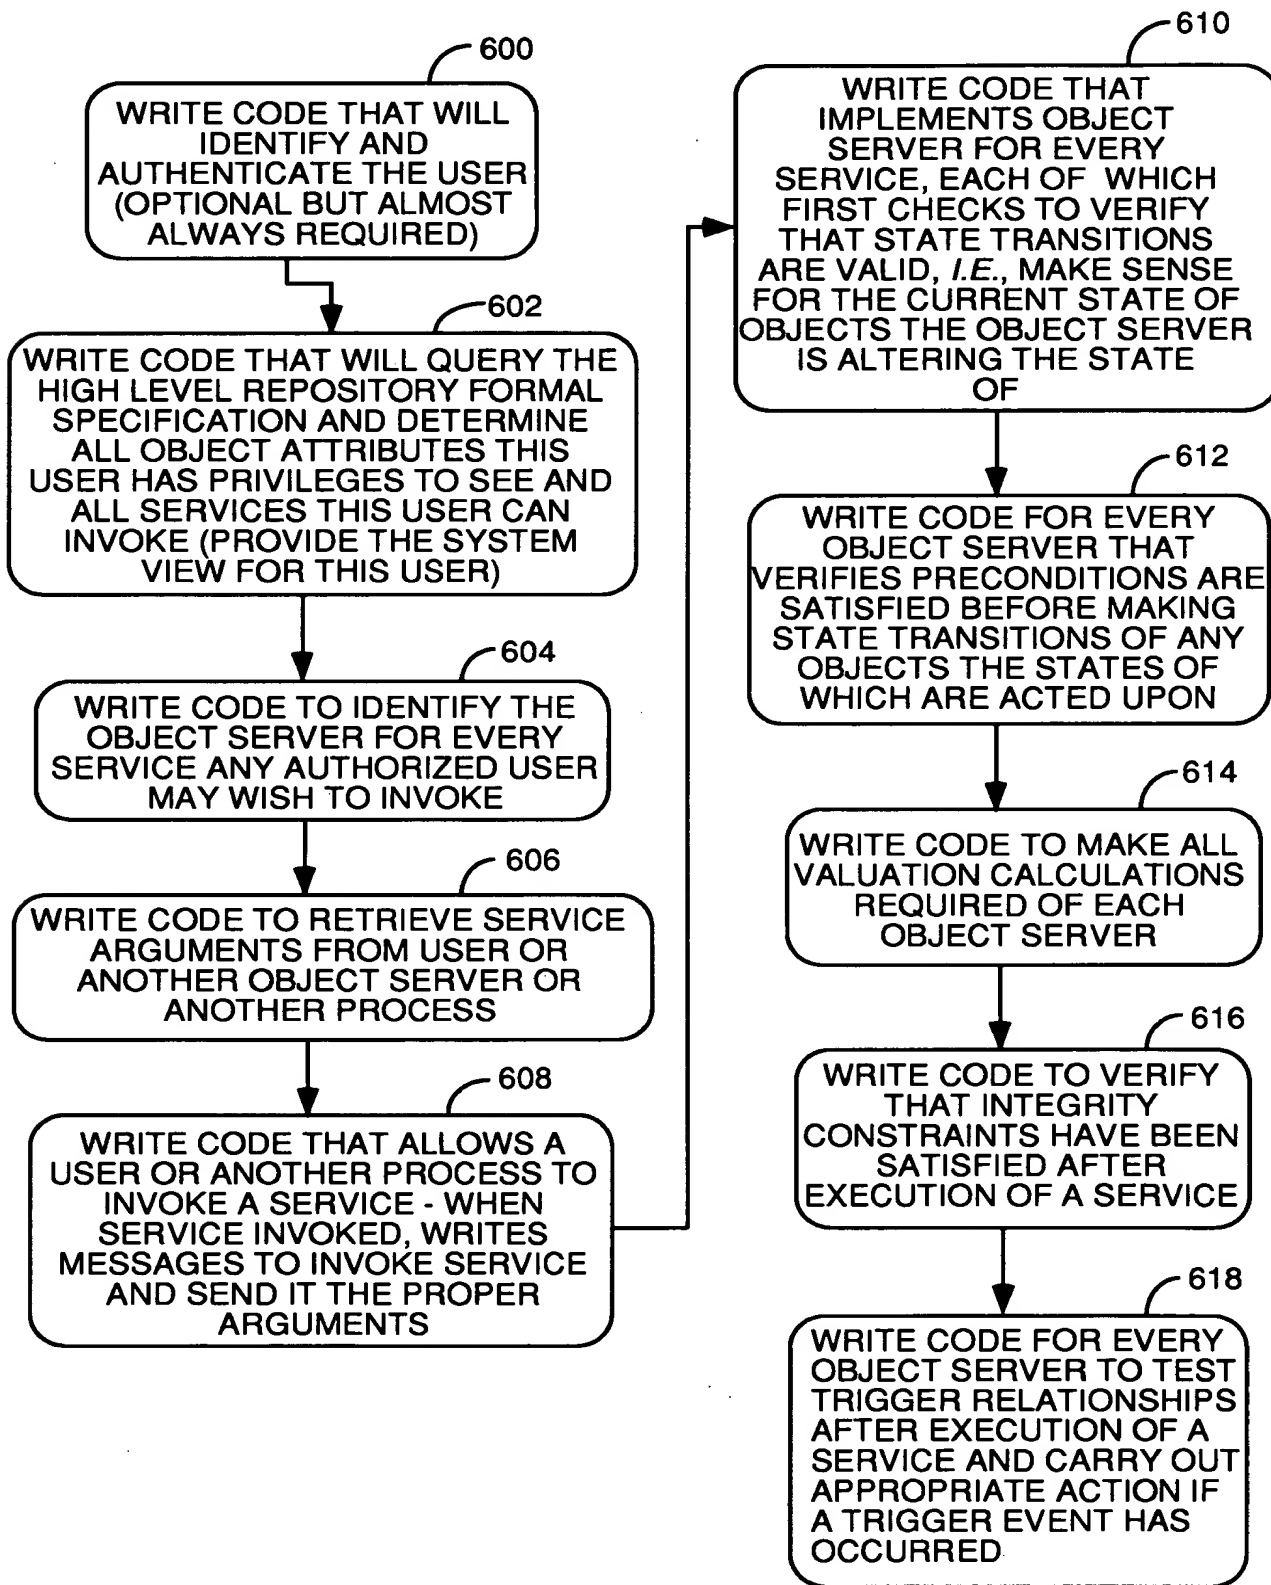 600
WRITE CODE THAT WILL
IDENTIFY AND
AUTHENTICATE THE USER
(OPTIONAL BUT ALMOST
ALWAYS REQUIRED)
602
WRITE CODE THAT WILL QUERY THE
HIGH LEVEL REPOSITORY FORMAL
SPECIFICATION AND DETERMINE
ALL OBJECT ATTRIBUTES THIS
USER HAS PRIVILEGES TO SEE AND
ALL SERVICES THIS USER CAN
INVOKE (PROVIDE THE SYSTEM
VIEW FOR THIS USER)
604
WRITE CODE TO IDENTIFY THE
OBJECT SERVER FOR EVERY
SERVICE ANY AUTHORIZED USER
MAY WISH TO INVOKE
606
WRITE CODE TO RETRIEVE SERVICE
ARGUMENTS FROM USER OR
ANOTHER OBJECT SERVER OR
ANOTHER PROCESS
608
WRITE CODE THAT ALLOWS A
USER OR ANOTHER PROCESS TO
INVOKE A SERVICE - WHEN
SERVICE INVOKED, WRITES
MESSAGES TO INVOKE SERVICE
AND SEND IT THE PROPER
ARGUMENTS
610
WRITE CODE THAT
IMPLEMENTS OBJECT
SERVER FOR EVERY
SERVICE, EACH OF WHICH
FIRST CHECKS TO VERIFY
THAT STATE TRANSITIONS
ARE VALID, I.E., MAKE SENSE
FOR THE CURRENT STATE OF
OBJECTS THE OBJECT SERVER
IS ALTERING THE STATE
OF
612
WRITE CODE FOR EVERY
OBJECT SERVER THAT
VERIFIES PRECONDITIONS ARE
SATISFIED BEFORE MAKING
STATE TRANSITIONS OF ANY
OBJECTS THE STATES OF
WHICH ARE ACTED UPON
614
WRITE CODE TO MAKE ALL
VALUATION CALCULATIONS
REQUIRED OF EACH
OBJECT SERVER
616
WRITE CODE TO VERIFY
THAT INTEGRITY
CONSTRAINTS HAVE BEEN
SATISFIED AFTER
EXECUTION OF A SERVICE
618
WRITE CODE FOR EVERY
OBJECT SERVER TO TEST
TRIGGER RELATIONSHIPS
AFTER EXECUTION OF A
SERVICE AND CARRY OUT
APPROPRIATE ACTION IF
A TRIGGER EVENT HAS
OCCURRED